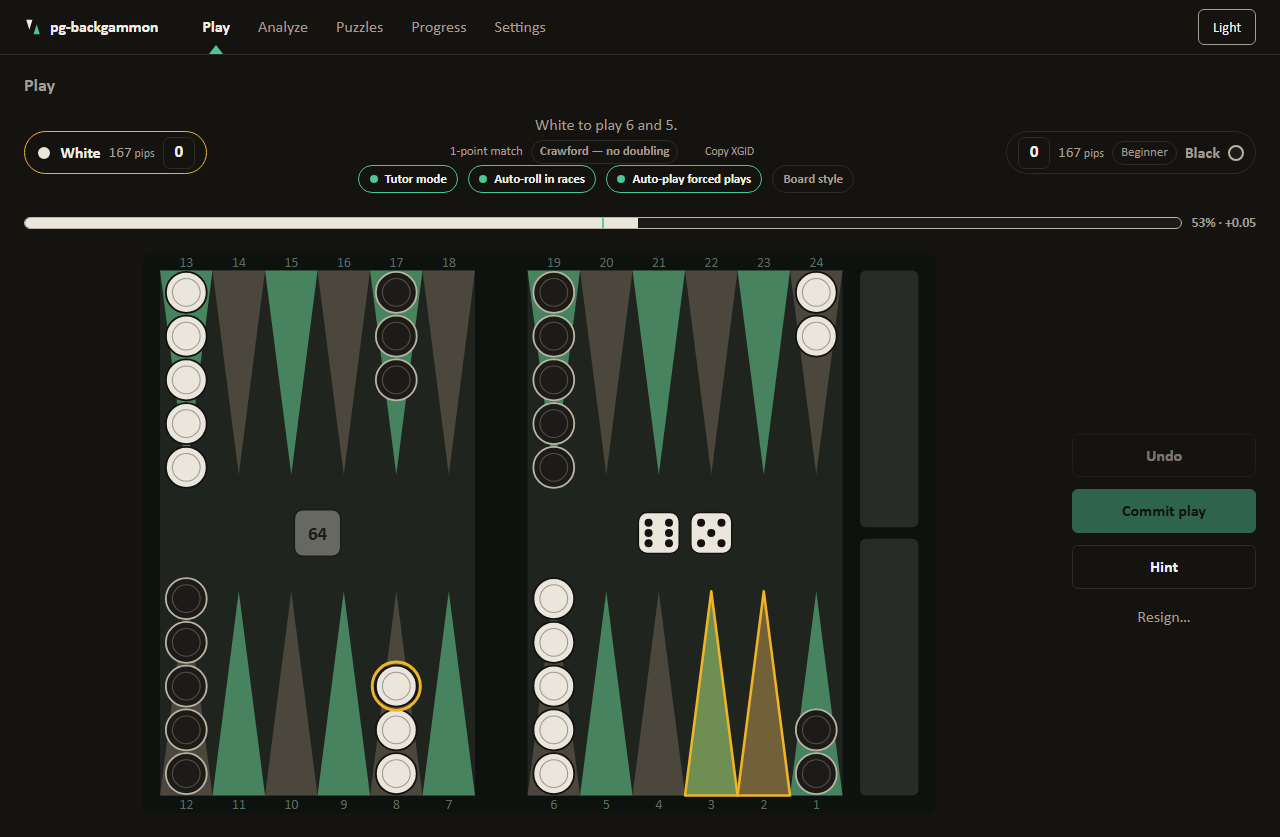 pg-backgammon Play Analyze Puzzles Progress Settings Light
Play
White to play 6 and 5.
White 167 pips 0
1-point match Crawford — no doubling Copy XGID
0 167 pips Beginner Black
Tutor mode Auto-roll in races Auto-play forced plays Board style
53% · +0.05
13 14 15 16 17 18 19 20 21 22 23 24
64
Undo
Commit play
Hint
Resign...
12 11 10 9 8 7 6 5 4 3 2 1